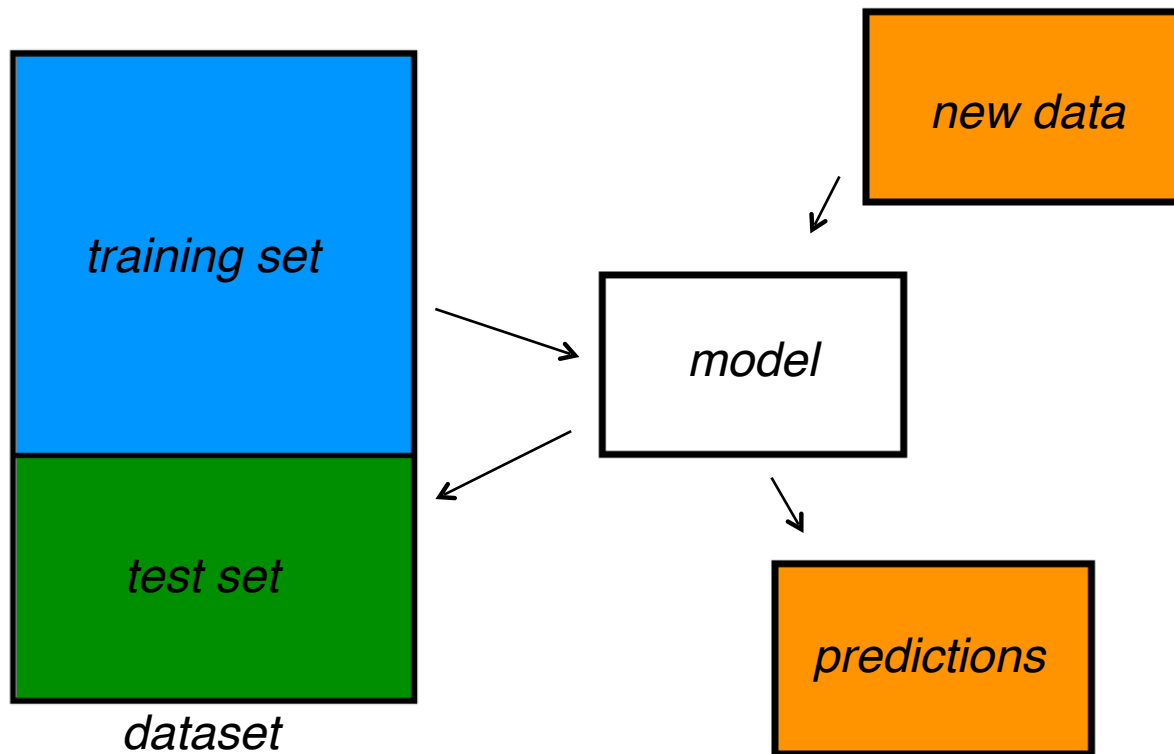 new data
training set
model
test set
predictions
dataset